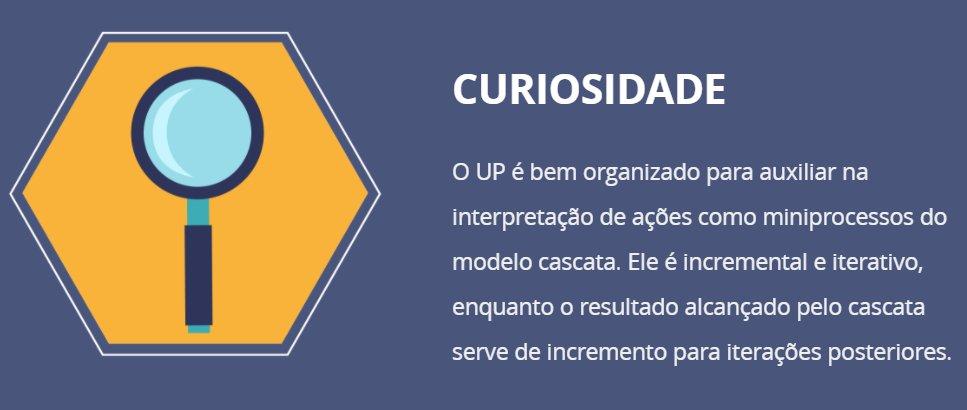 CURIOSIDADE
O UP é bem organizado para auxiliar na
interpretação de ações como miniprocessos do
modelo cascata. Ele é incremental e iterativo,
enquanto o resultado alcançado pelo cascata
serve de incremento para iterações posteriores.